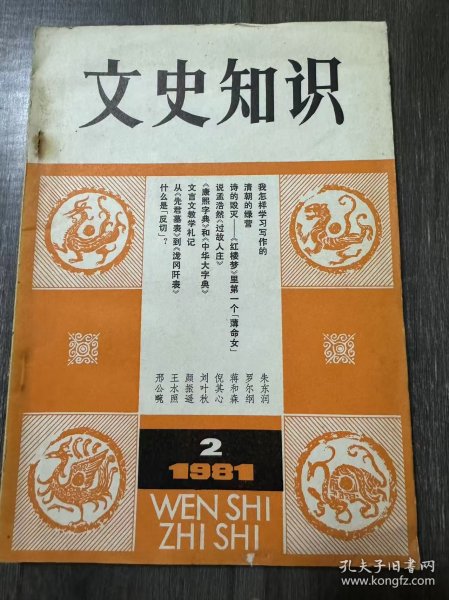 文史知识
我怎样学习写作的 朱东润
清朝的绿营 罗尔纲
诗的毁灭——《红楼梦》里第一个「薄命女」 蒋和森
说孟浩然《过故人庄》 倪其心
《康熙字典》和《中华大字典》 刘叶秋
文言文教学札记 颜振遥
从《先君墓表》到《泷冈阡表》 王水照
什么是「反切」？ 邢公畹
2
1981
WEN SHI
ZHI SHI
孔夫子旧书网
www.kongfz.com